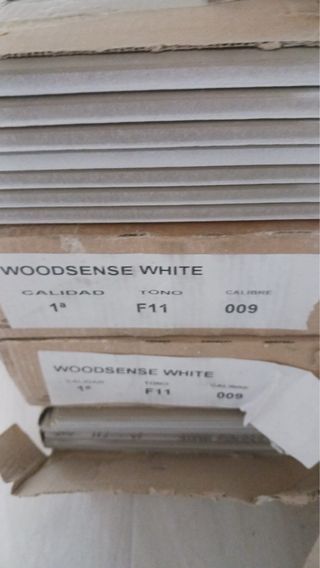 WOODSENSE WHITE
CALIDAD TONO CALIBRE
1ª F11 009
WOODSENSE WHITE
CALIDAD TONO CALIBRE
1ª F11 009